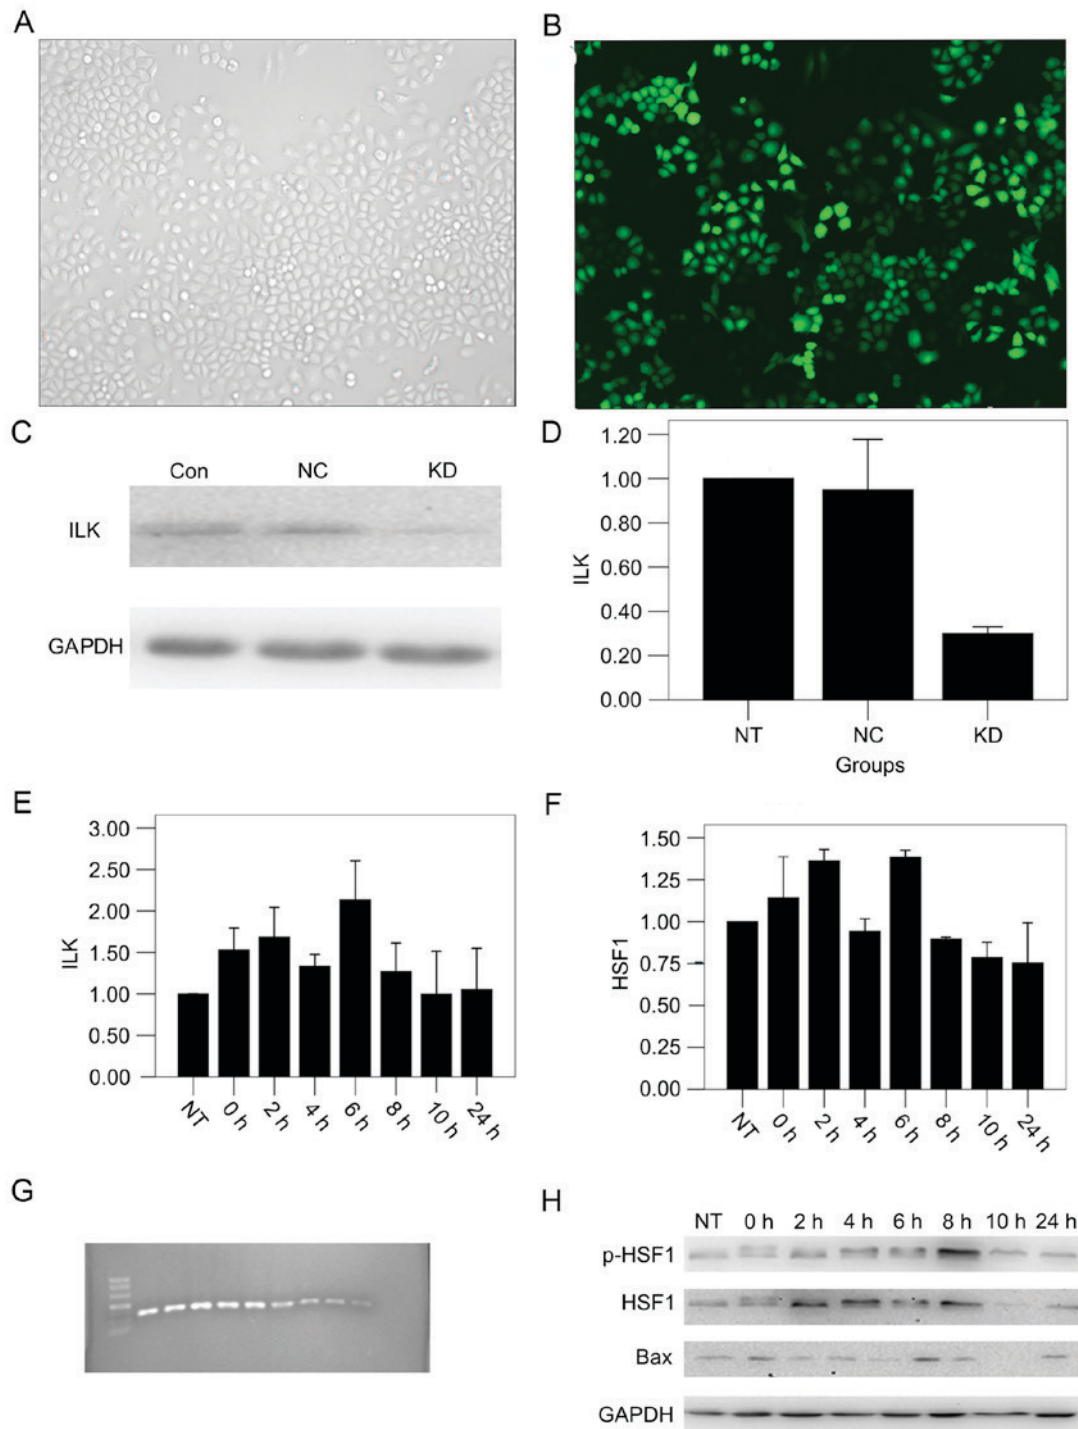 A
B
C
Con NC KD
ILK
GAPDH
D
1.20
1.00
0.80
0.60
0.40
0.20
0.00
ILK
NT NC KD
Groups
E
3.00
2.50
2.00
1.50
1.00
0.50
0.00
ILK
NT 0 h 2 h 4 h 6 h 8 h 10 h 24 h
F
1.50
1.25
1.00
0.75
0.50
0.25
0.00
HSF1
NT 0 h 2 h 4 h 6 h 8 h 10 h 24 h
G
H
NT 0 h 2 h 4 h 6 h 8 h 10 h 24 h
p-HSF1
HSF1
Bax
GAPDH